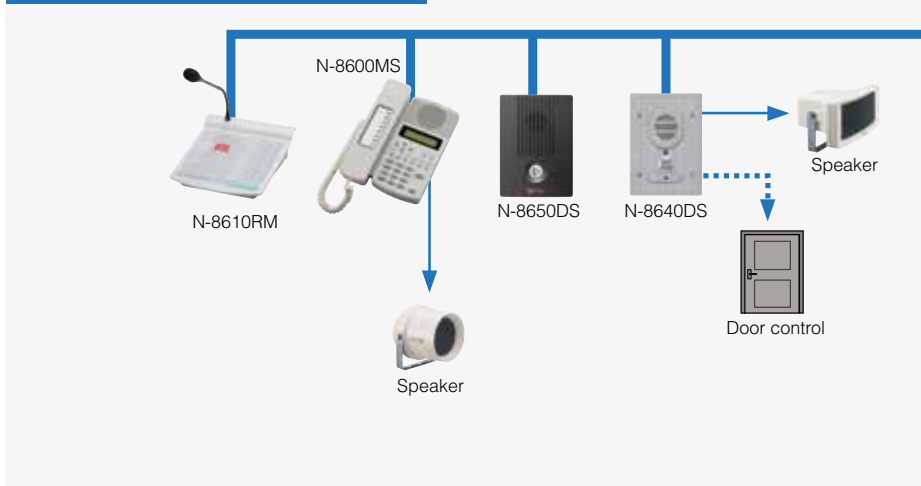 N-8600MS
Speaker
N-8610RM
N-8650DS
N-8640DS
Door control
Speaker